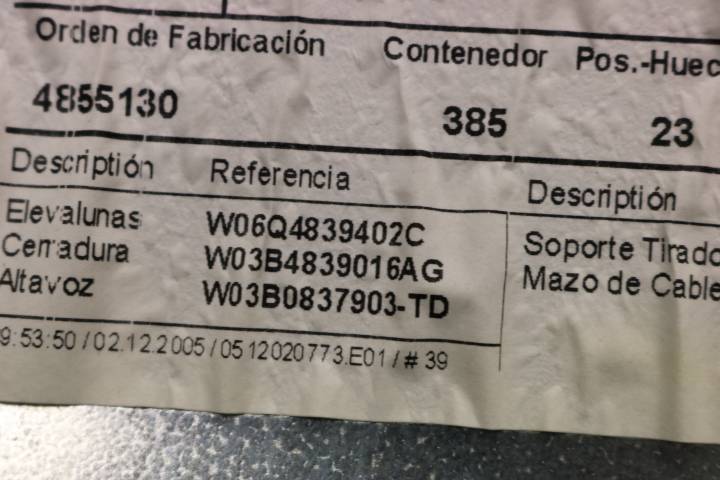 Orden de Fabricación Contenedor Pos.-Huec
4855130 385 23
Descriptión Referencia Descriptión
Elevalunas W06Q4839402C Soporte Tirado
Cerradura W03B4839016AG Mazo de Cable
Altavoz W03B0837903-TD
9:53:50 / 02.12.2005 / 0512020773.E01 / # 39